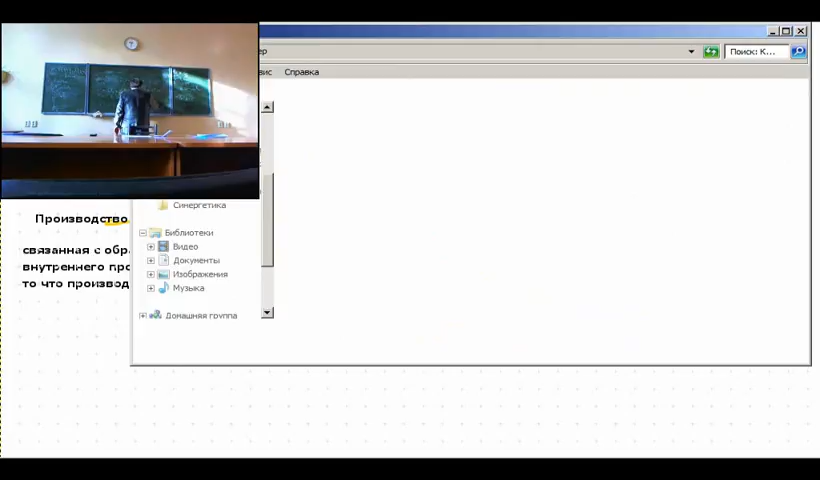 ер
Поиск: К...
вис Справка
Синергетика
Производство
Библиотеки
связанная с обра
Видео
внутреннего про
Документы
Изображения
то что производ
Музыка
Домашняя группа